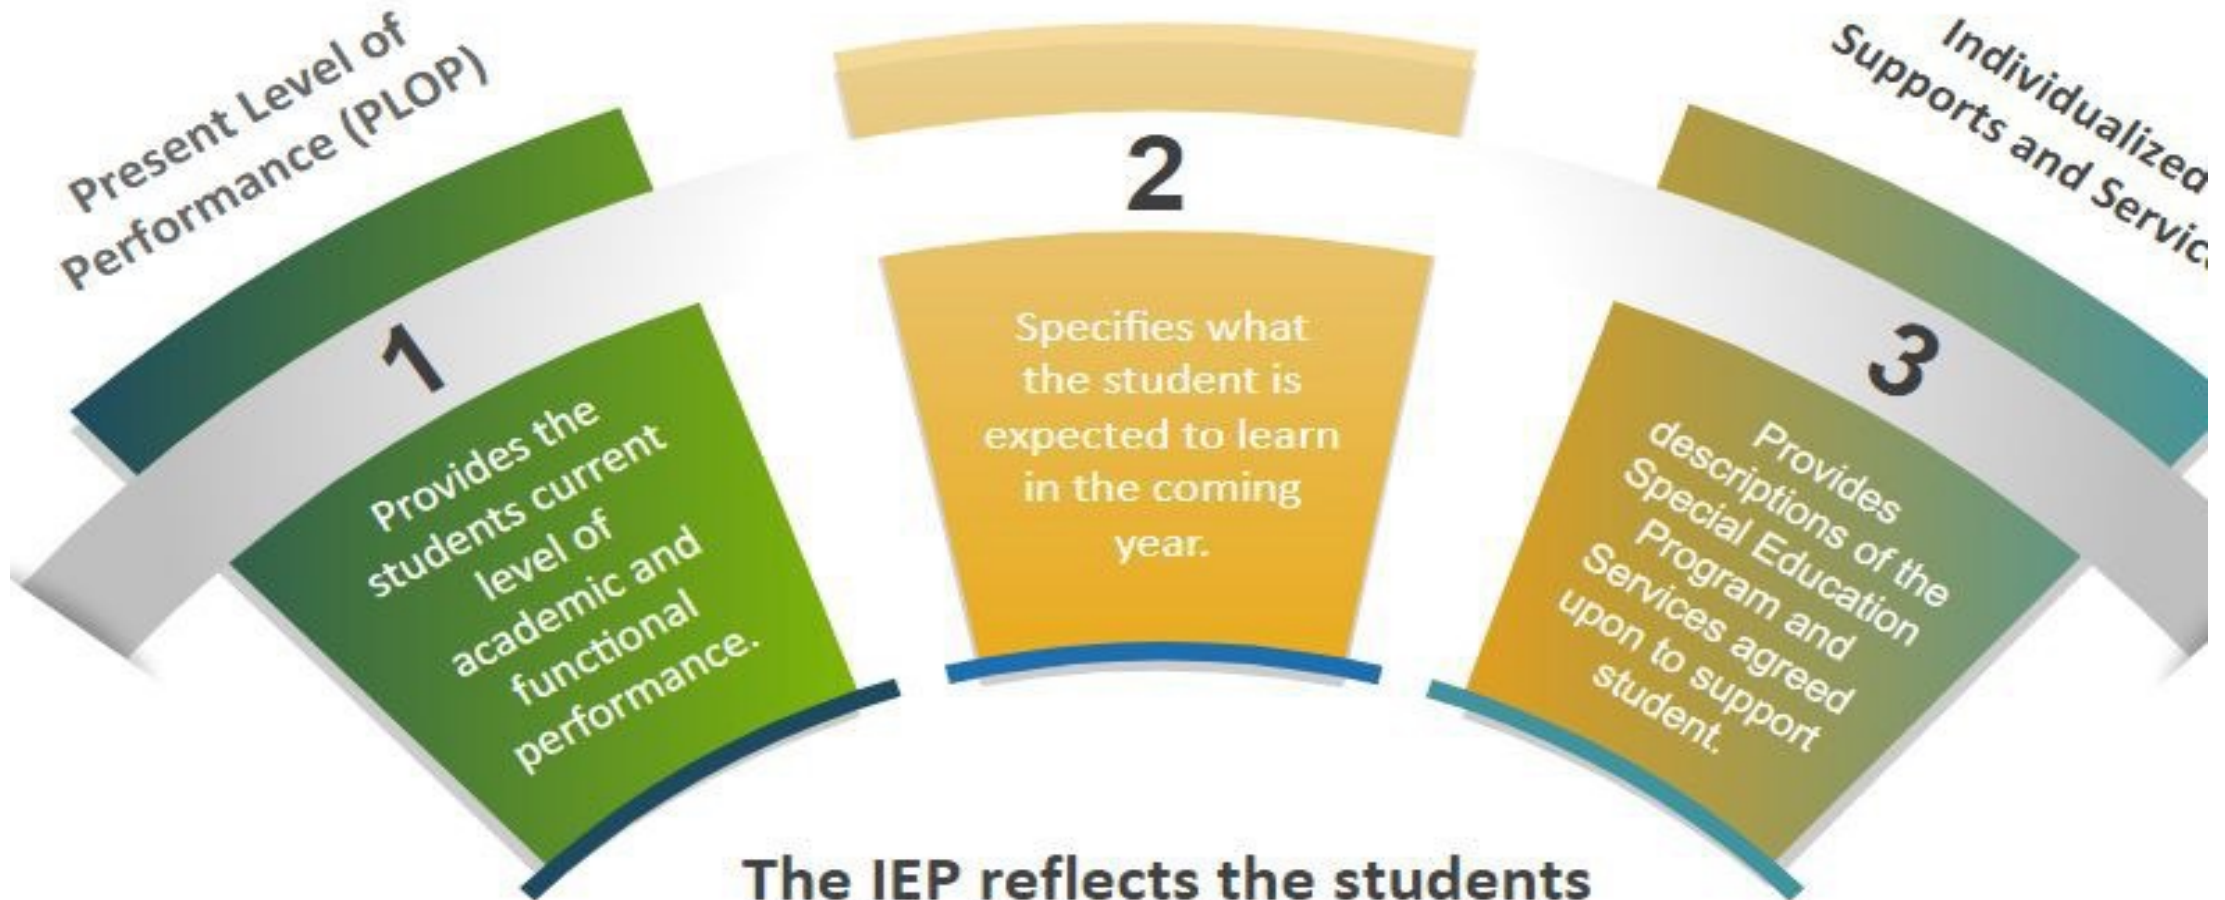 Present Level of
Performance (PLOP)
1
Provides the
students current
level of
academic and
functional
performance.
2
Specifies what
the student is
expected to learn
in the coming
year.
Individualized
Supports and
3
Provides
descriptions of the
Special Education
Program and
Services agreed
upon to support
student.
The IEP reflects the students